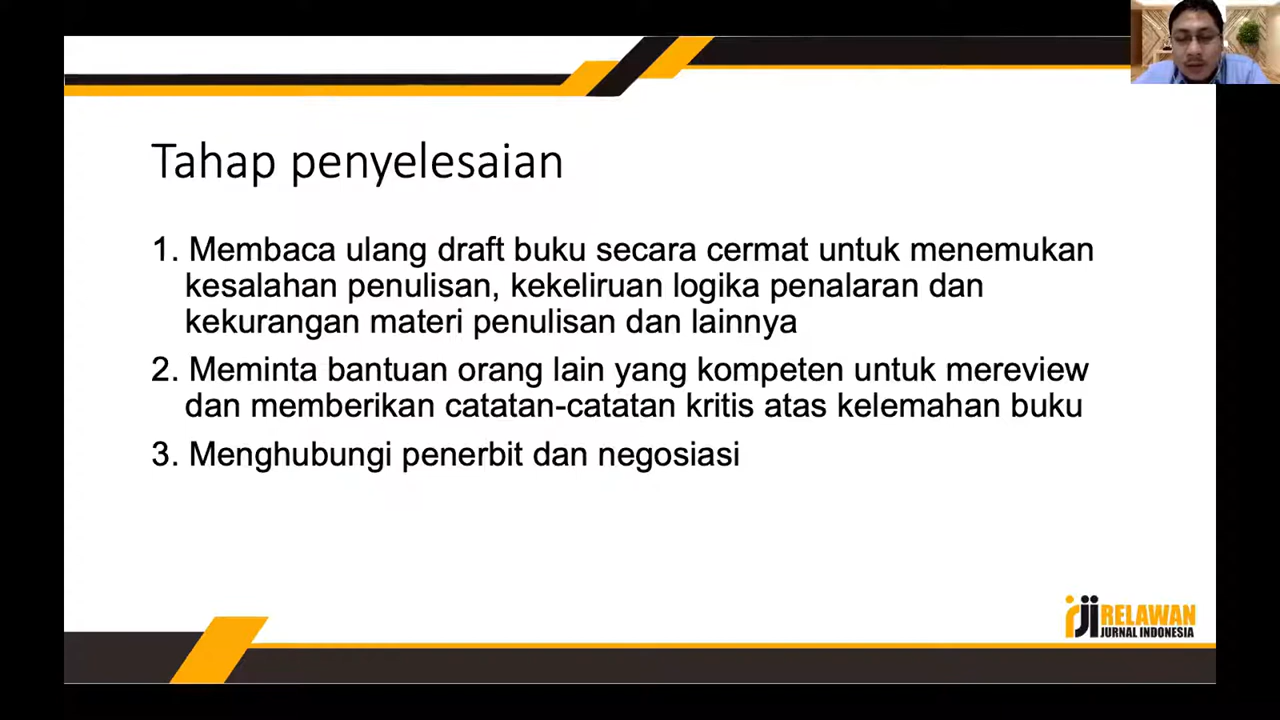 Tahap penyelesaian
1. Membaca ulang draft buku secara cermat untuk menemukan
kesalahan penulisan, kekeliruan logika penalaran dan
kekurangan materi penulisan dan lainnya
2. Meminta bantuan orang lain yang kompeten untuk mereview
dan memberikan catatan-catatan kritis atas kelemahan buku
3. Menghubungi penerbit dan negosiasi
rji RELAWAN
JURNAL INDONESIA